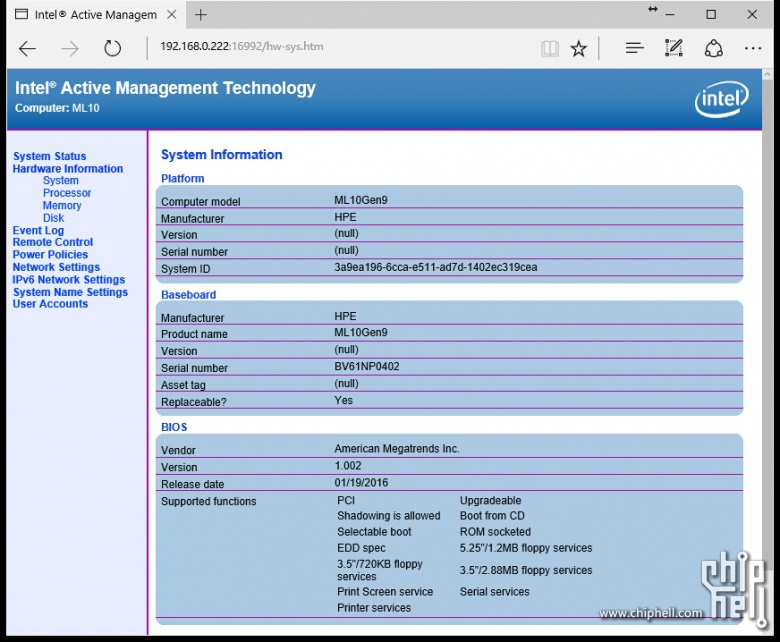 Intel® Active Managem
192.168.0.222:16992/hw-sys.htm
Intel® Active Management Technology
Computer: ML10
intel
System Status
Hardware Information
System
Processor
Memory
Disk
Event Log
Remote Control
Power Policies
Network Settings
IPv6 Network Settings
System Name Settings
User Accounts
System Information
Platform
Computer model ML10Gen9
Manufacturer HPE
Version (null)
Serial number (null)
System ID 3a9ea196-6cca-e511-ad7d-1402ec319cea
Baseboard
Manufacturer HPE
Product name ML10Gen9
Version (null)
Serial number BV61NP0402
Asset tag (null)
Replaceable? Yes
BIOS
Vendor American Megatrends Inc.
Version 1.002
Release date 01/19/2016
Supported functions PCI Upgradeable
Shadowing is allowed Boot from CD
Selectable boot ROM socketed
EDD spec 5.25"/1.2MB floppy services
3.5"/720KB floppy services 3.5"/2.88MB floppy services
Print Screen service Serial services
Printer services
www.chiphell.com
chip
hell